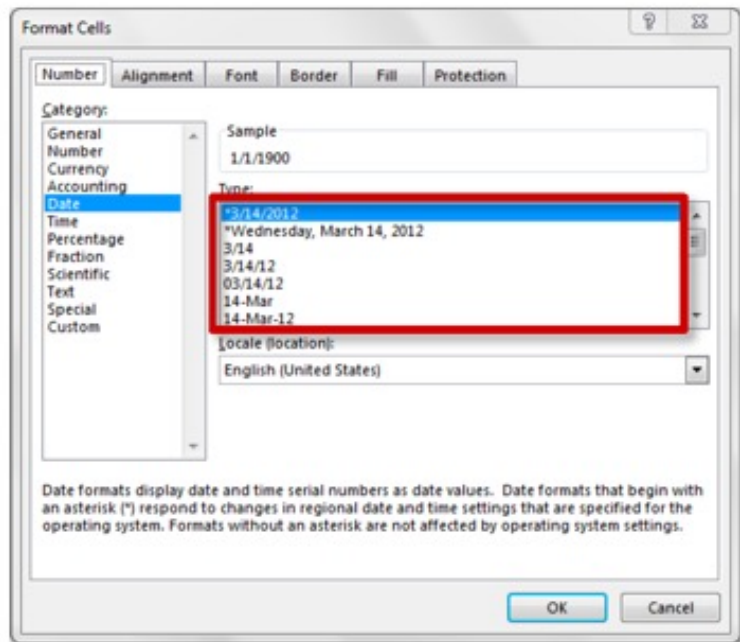 Format Cells
Number Alignment Font Border Fill Protection
Category:
General
Number
Currency
Accounting
Date
Time
Percentage
Fraction
Scientific
Text
Special
Custom
Sample
1/1/1900
Type:
*3/14/2012
*Wednesday, March 14, 2012
3/14
3/14/12
03/14/12
14-Mar
14-Mar-12
Locale (location):
English (United States)
Date formats display date and time serial numbers as date values.  Date formats that begin with
an asterisk (*) respond to changes in regional date and time settings that are specified for the
operating system. Formats without an asterisk are not affected by operating system settings.
OK Cancel